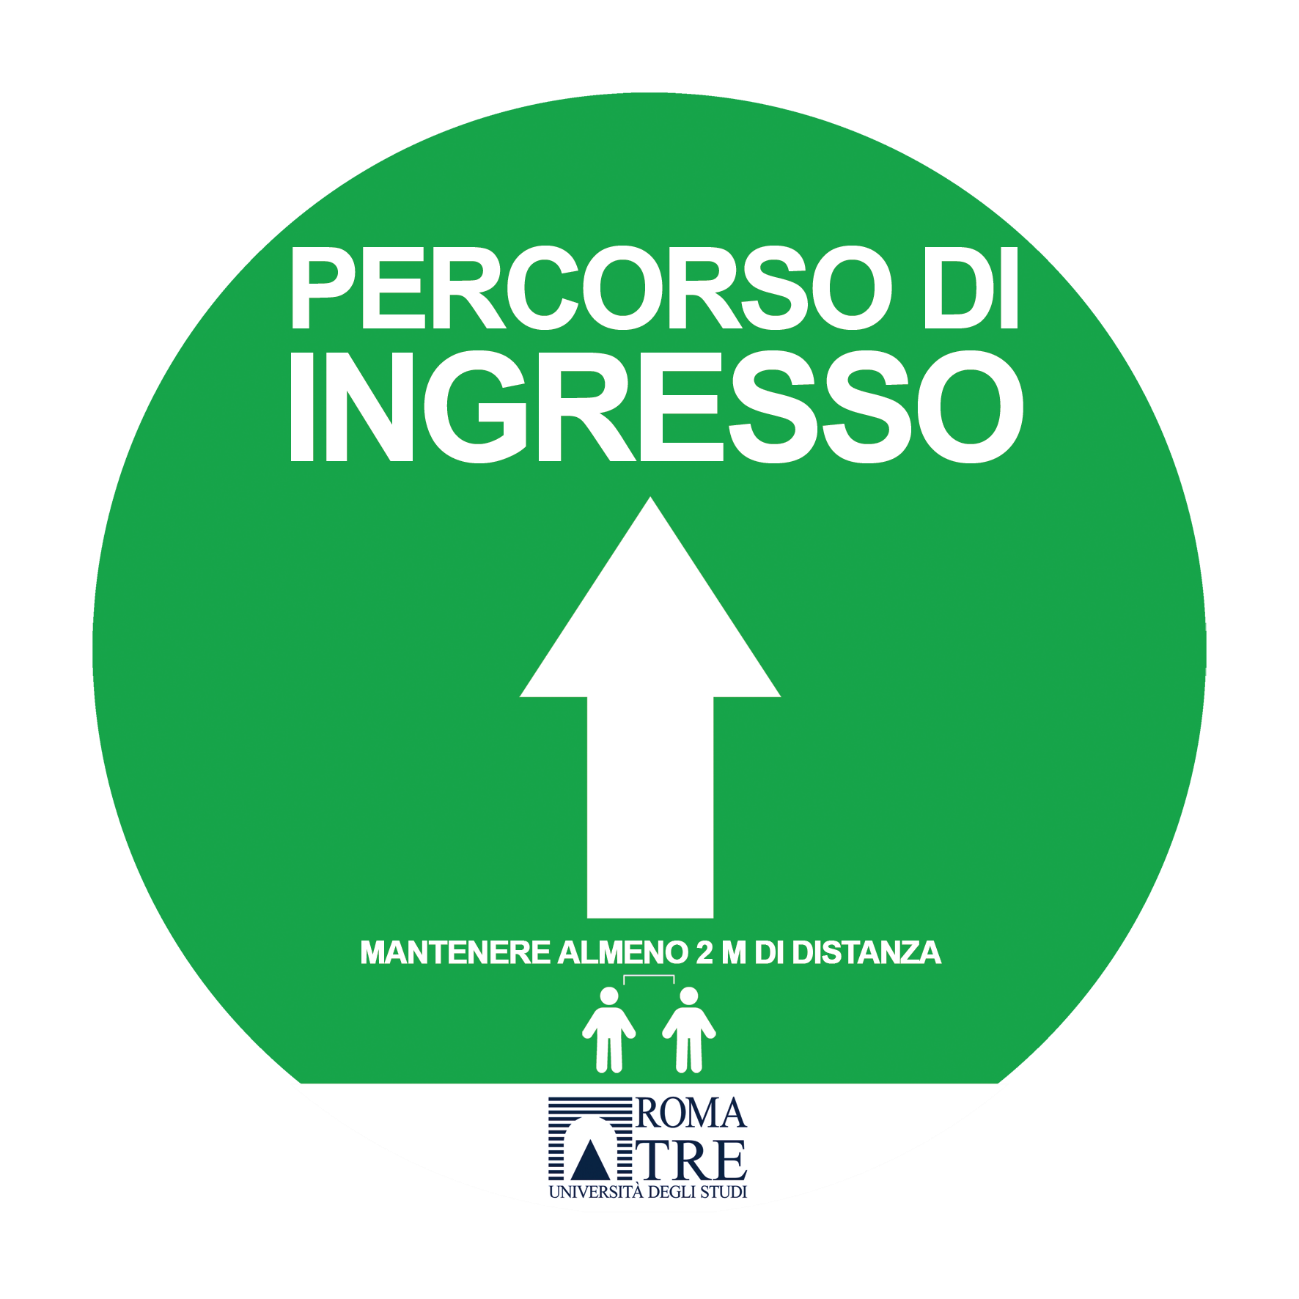 PERCORSO DI
INGRESSO
MANTENERE ALMENO 2 M DI DISTANZA
ROMA
TRE
UNIVERSITÀ DEGLI STUDI